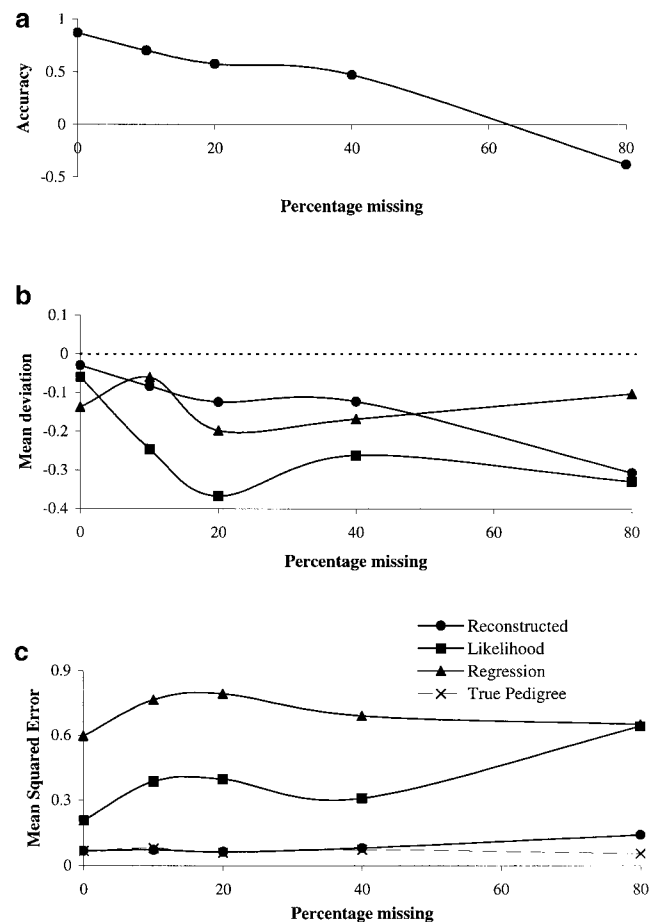 a
1
0.5
0
-0.5
Accuracy
0 20 40 60 80
Percentage missing
b
0.1
0
-0.1
-0.2
-0.3
-0.4
Mean deviation
0 20 40 60 80
Percentage missing
Reconstructed
Likelihood
Regression
True Pedigree
c
0.9
0.6
0.3
0
Mean Squared Error
0 20 40 60 80
Percentage missing